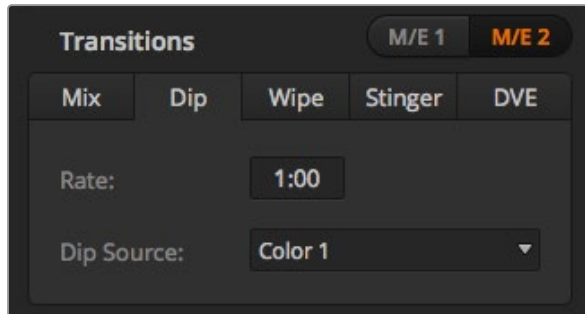 Transitions M/E 1 M/E 2
Mix Dip Wipe Stinger DVE
Rate: 1:00
Dip Source: Color 1